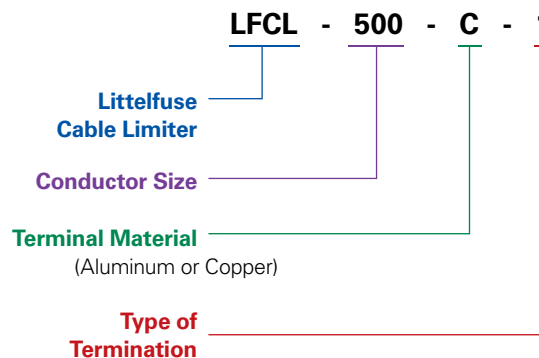 LFCL - 500 - C -
Littelfuse
Cable Limiter
Conductor Size
Terminal Material
(Aluminum or Copper)
Type of
Termination